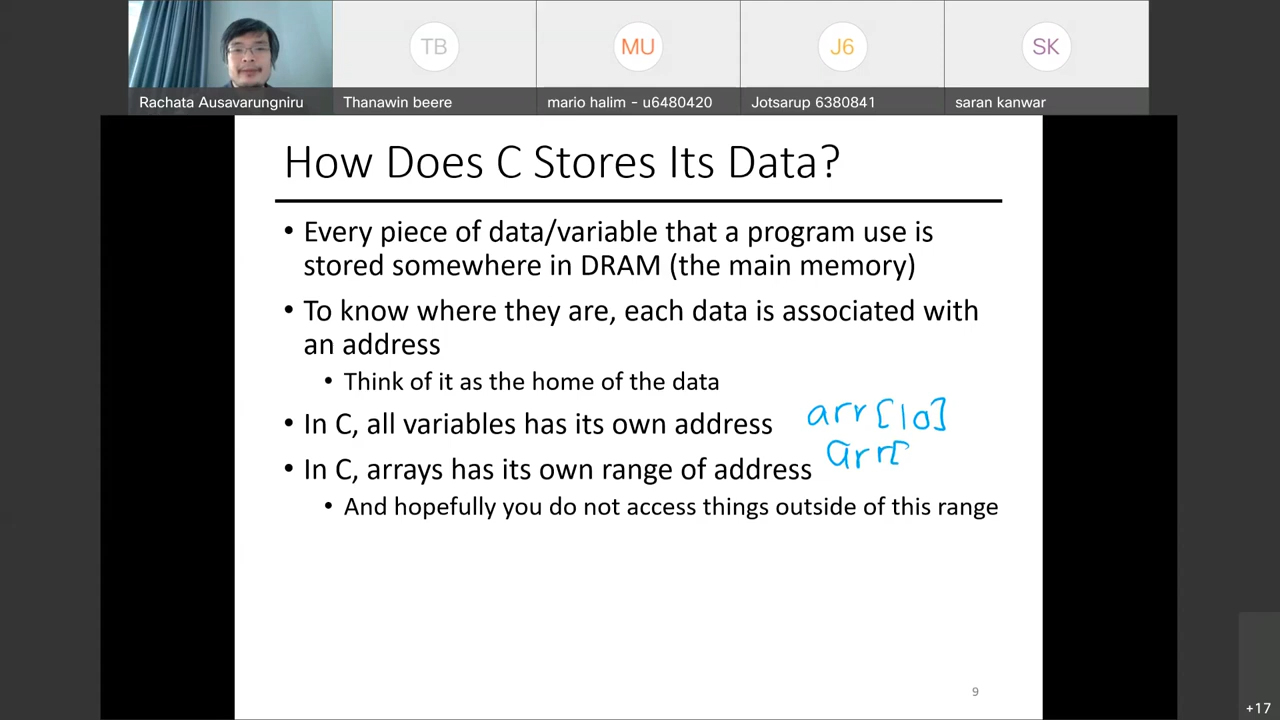 TB
MU
J6
SK
Rachata Ausavarungniru
Thanawin beere
mario halim - u6480420
Jotsarup 6380841
saran kanwar
How Does C Stores Its Data?
• Every piece of data/variable that a program use is
stored somewhere in DRAM (the main memory)
• To know where they are, each data is associated with
an address
• Think of it as the home of the data
• In C, all variables has its own address
arr[10]
• In C, arrays has its own range of address
arr[
• And hopefully you do not access things outside of this range
9
+17